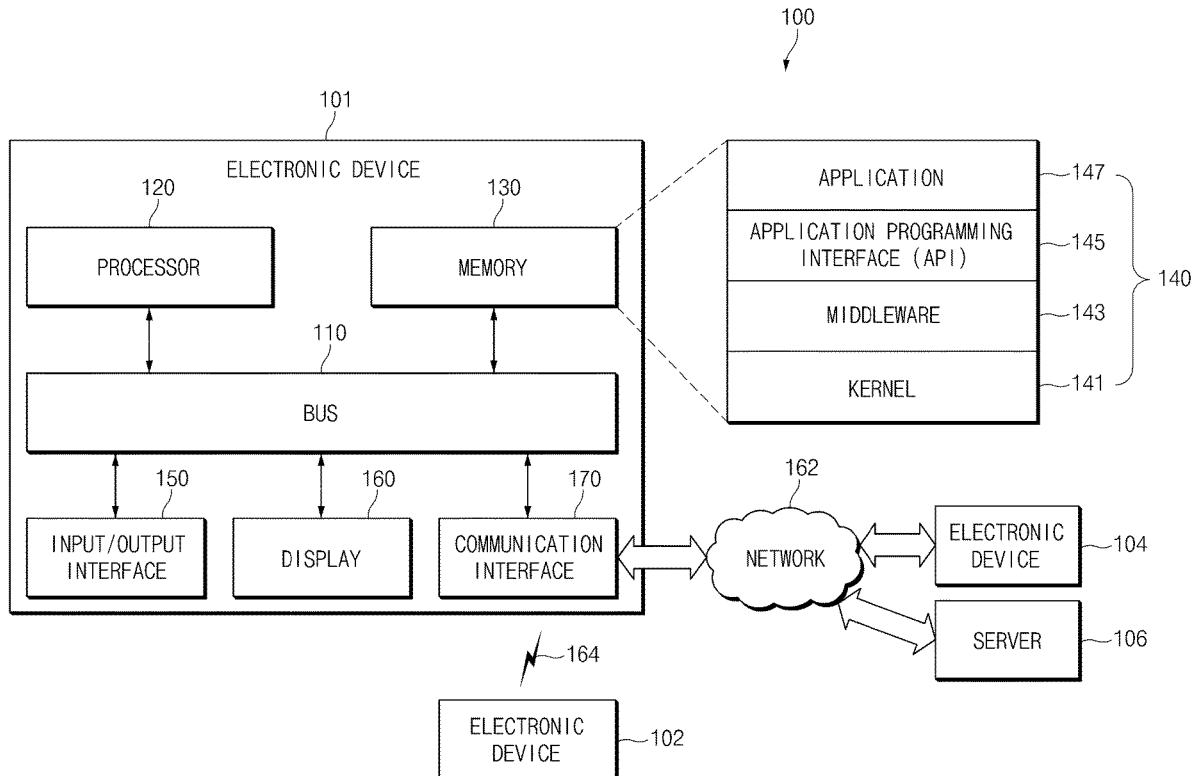 100
101
ELECTRONIC DEVICE
120
130
PROCESSOR
MEMORY
110
BUS
150
160
170
INPUT/OUTPUT
INTERFACE
DISPLAY
COMMUNICATION
INTERFACE
APPLICATION
147
APPLICATION PROGRAMMING
INTERFACE (API)
145
MIDDLEWARE
143
KERNEL
141
140
162
NETWORK
ELECTRONIC
DEVICE
104
SERVER
106
164
ELECTRONIC
DEVICE
102